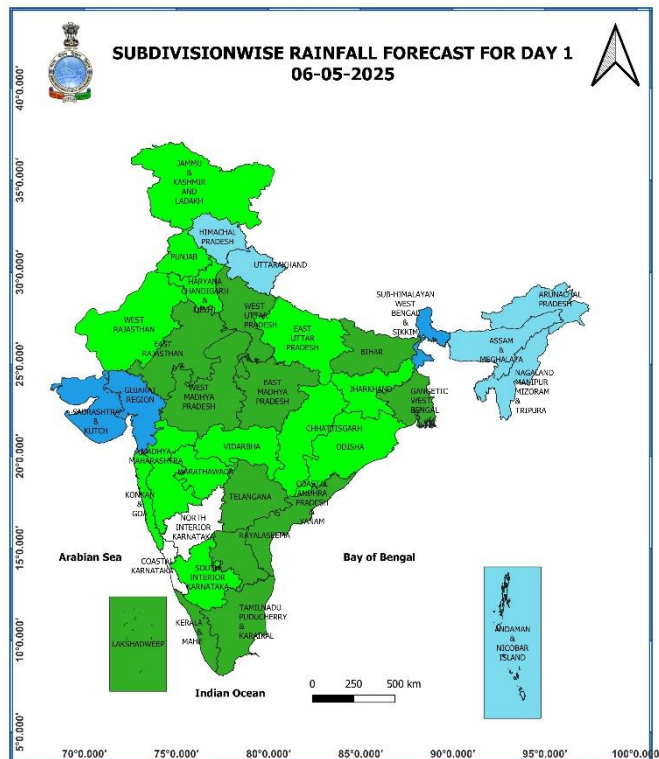 SUBDIVISIONWISE RAINFALL FORECAST FOR DAY 1
06-05-2025
40°0.000'
35°0.000'
30°0.000'
25°0.000'
20°0.000'
15°0.000'
10°0.000'
5°0.000'
JAMMU
&
KASHMIR
AND
LADAKH
HIMACHAL
PRADESH
PUNJAB
UTTARAKHAND
HARYANA
CHANDIGARH
&
WEST
UTTAR
PRADESH
SUB-HIMALAYAN
WEST
BENGAL
&
SIKKIM
ARUNACHAL
PRADESH
WEST
RAJASTHAN
EAST
RAJASTHAN
EAST
UTTAR
PRADESH
BIHAR
ASSAM
&
MEGHALAYA
NAGALAND
MANIPUR
MIZORAM
&
TRIPURA
GUJARAT
REGION
SAURASHTRA
&
KUTCH
WEST
MADHYA
PRADESH
EAST
MADHYA
PRADESH
JHARKHAND
GANGETIC
WEST
BENGAL
CHHATTISGARH
ODISHA
MADHYA
MAHARASHTRA
VIDARBHA
MARATHAWADA
KONKAN
&
GOA
TELANGANA
COASTAL
ANDHRA
PRADESH
&
YANAM
NORTH
INTERIOR
KARNATAKA
RAYALASEEMA
Arabian Sea
Bay of Bengal
COASTAL
KARNATAKA
SOUTH
INTERIOR
KARNATAKA
TAMILNADU
PUDUCHERRY
&
KARAIKAL
KERALA
&
MAHE
LAKSHADWEEP
ANDAMAN
&
NICOBAR
ISLAND
Indian Ocean
0 250 500 km
70°0.000' 75°0.000' 80°0.000' 85°0.000' 90°0.000' 95°0.000' 100°0.000'